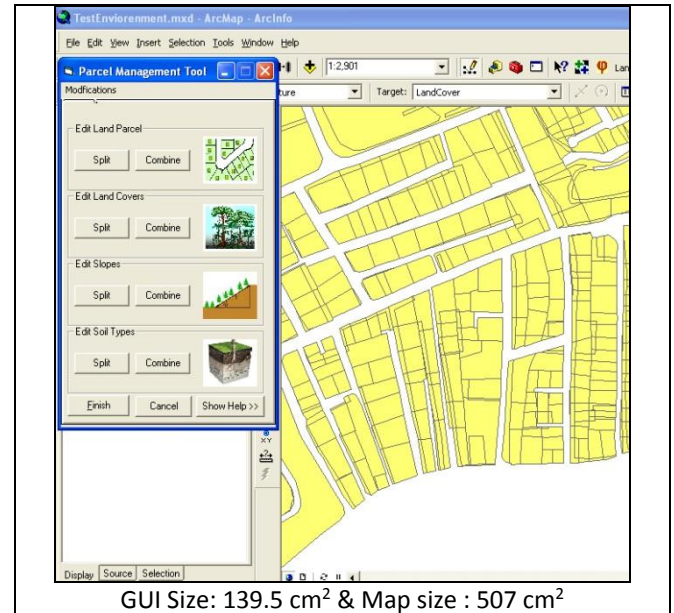 TestEnviorenment.mxd - ArcMap - ArcInfo
File Edit View Insert Selection Tools Window Help
1:2,901
Parcel Management Tool
Modfications
Target: LandCover
Edit Land Parcel
Split Combine
Edit Land Covers
Split Combine
Edit Slopes
Split Combine
Edit Soil Types
Split Combine
Finish Cancel Show Help >>
XY
Display Source Selection
GUI Size: 139.5 cm² & Map size : 507 cm²